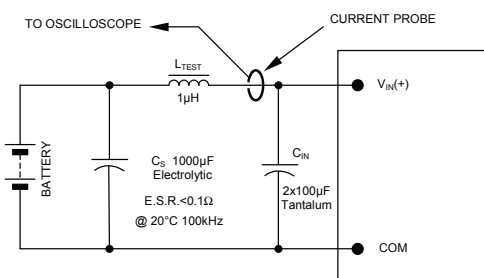 TO OSCILLOSCOPE
CURRENT PROBE
LTEST
1µH
VIN(+)
BATTERY
CS 1000µF
Electrolytic
E.S.R.<0.1Ω
@ 20°C 100kHz
CIN
2x100µF
Tantalum
COM